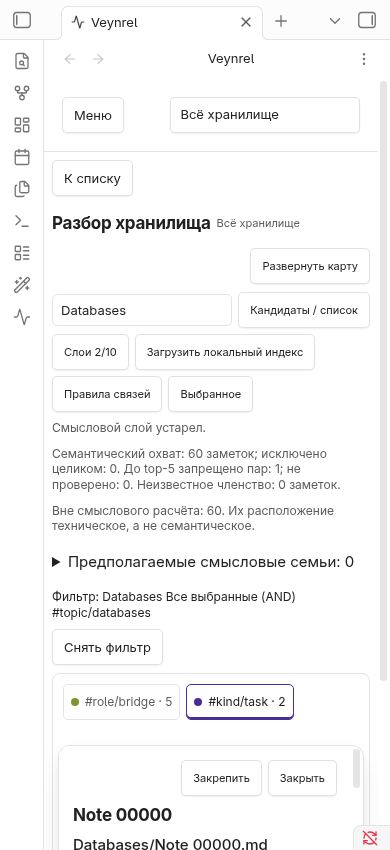 Veynrel
Veynrel
Меню
Всё хранилище
К списку
Разбор хранилища Всё хранилище
Развернуть карту
Databases
Кандидаты / список
Слои 2/10
Загрузить локальный индекс
Правила связей
Выбранное
Смысловой слой устарел.
Семантический охват: 60 заметок; исключено
целиком: 0. До top-5 запрещено пар: 1; не
проверено: 0. Неизвестное членство: 0 заметок.
Вне смыслового расчёта: 60. Их расположение
техническое, а не семантическое.
Предполагаемые смысловые семьи: 0
Фильтр: Databases Все выбранные (AND)
#topic/databases
Снять фильтр
#role/bridge · 5
#kind/task · 2
Закрепить
Закрыть
Note 00000
Databases/Note 00000.md